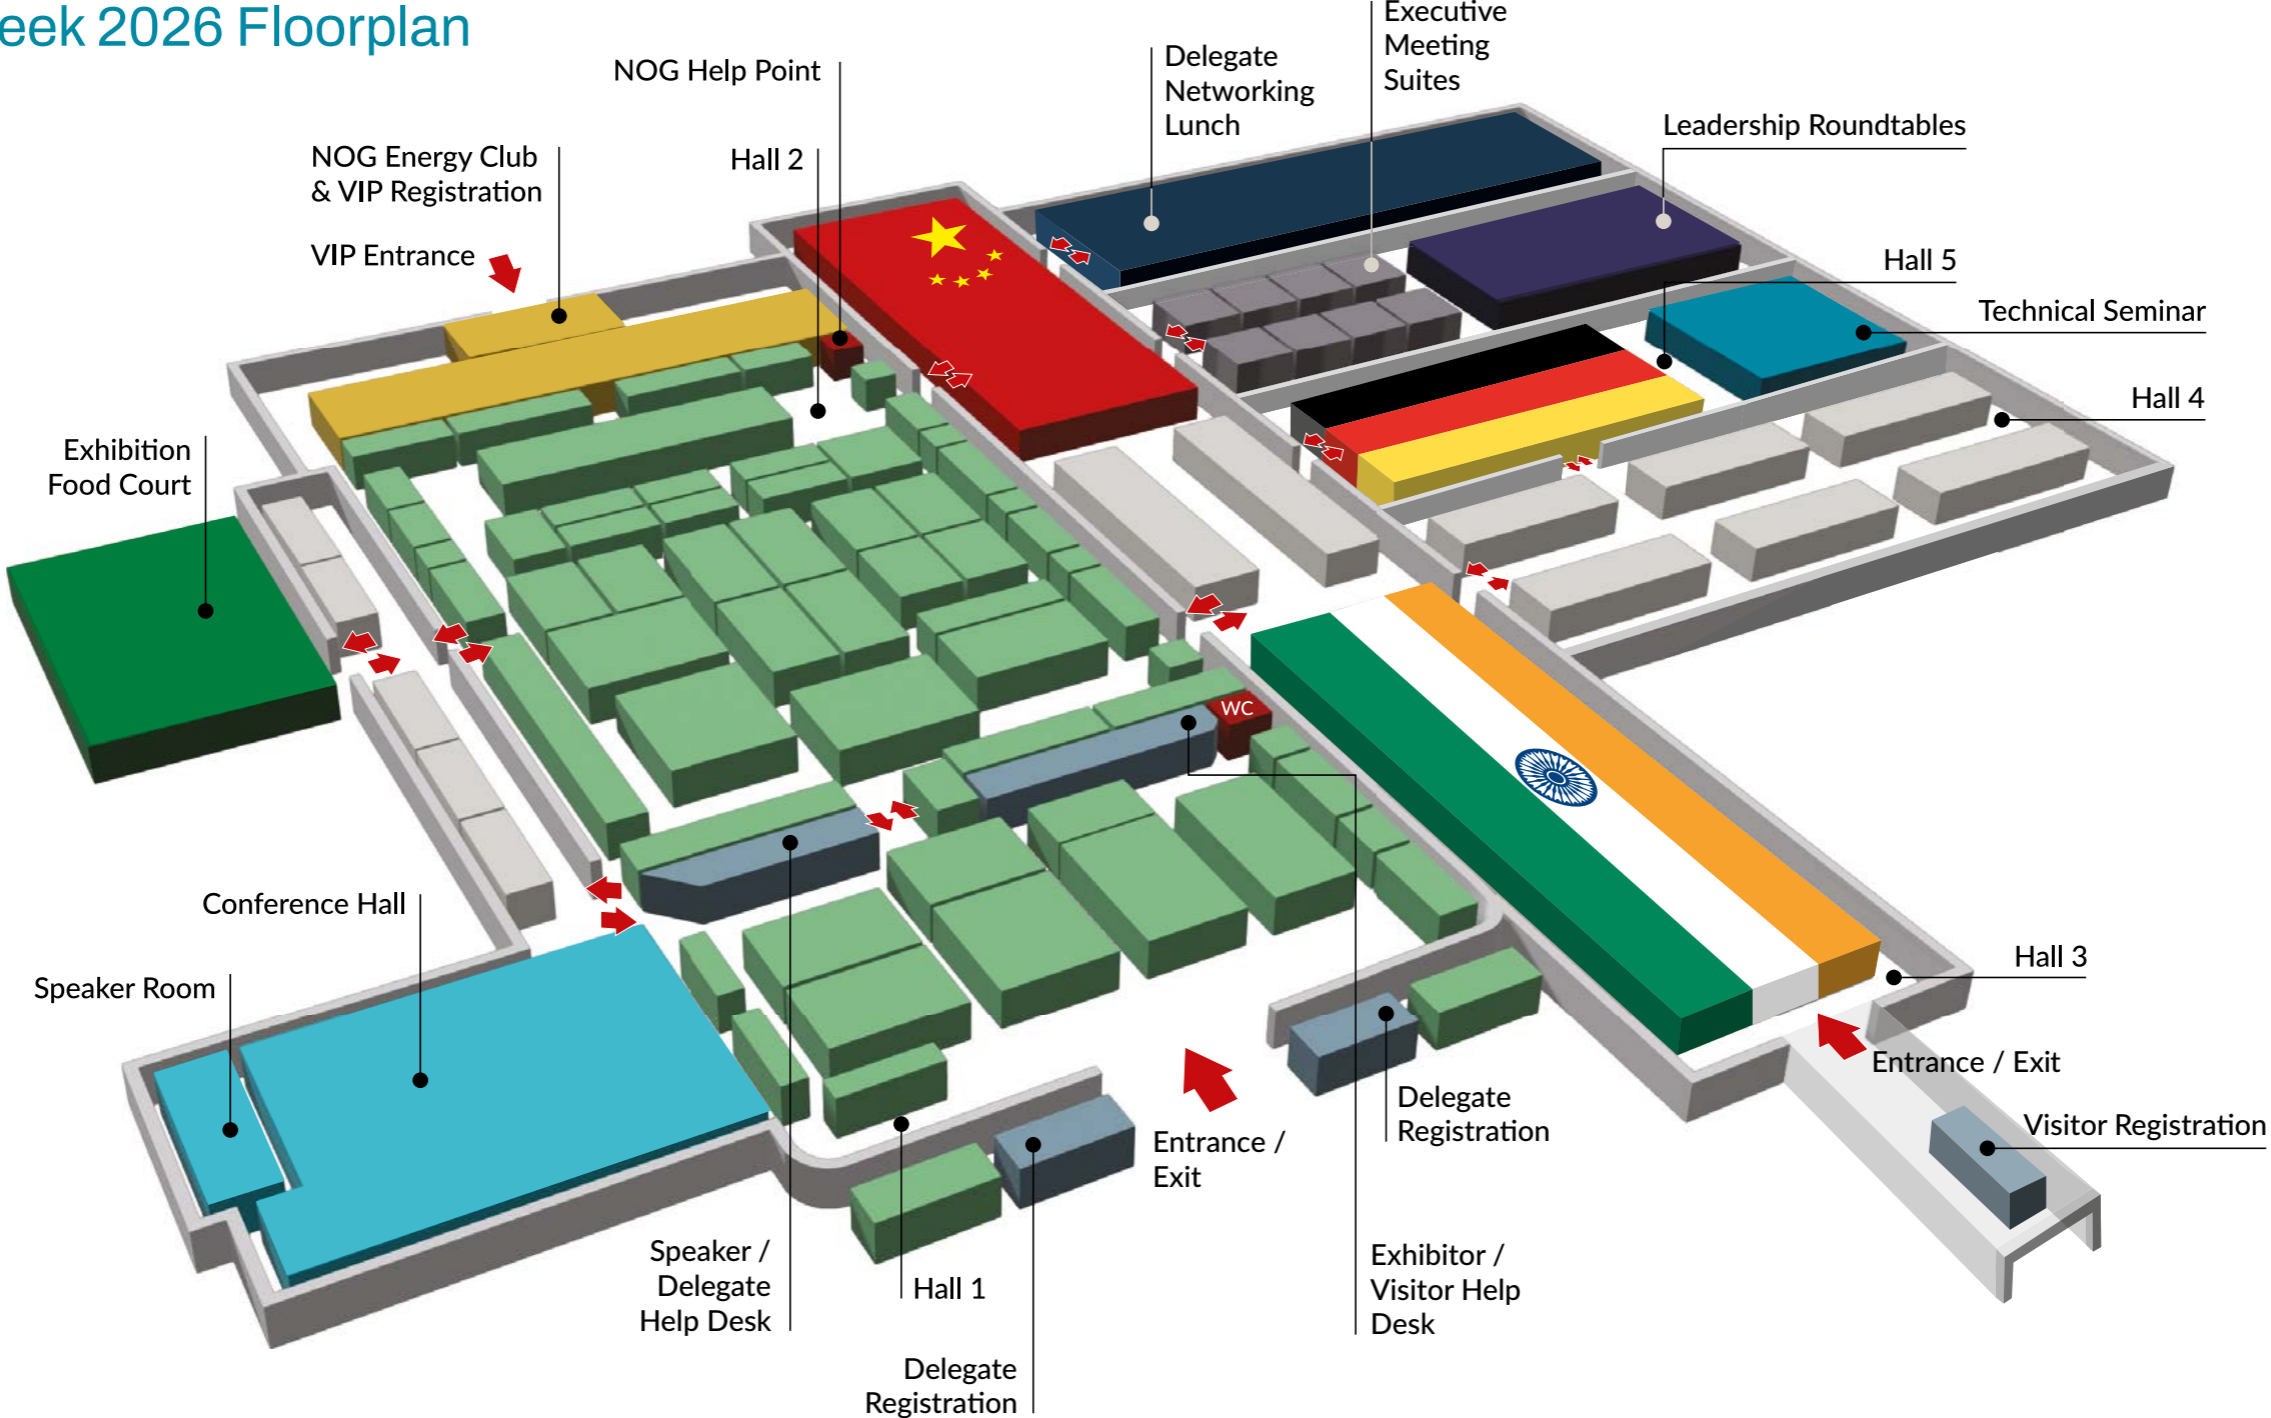 eek 2026 Floorplan
Executive
Meeting
Suites
Delegate
Networking
Lunch
NOG Help Point
Leadership Roundtables
NOG Energy Club
& VIP Registration
Hall 2
VIP Entrance
Hall 5
Technical Seminar
Hall 4
Exhibition
Food Court
WC
Conference Hall
Speaker Room
Hall 3
Entrance / Exit
Delegate
Registration
Visitor Registration
Entrance /
Exit
Speaker /
Delegate
Help Desk
Hall 1
Exhibitor /
Visitor Help
Desk
Delegate
Registration